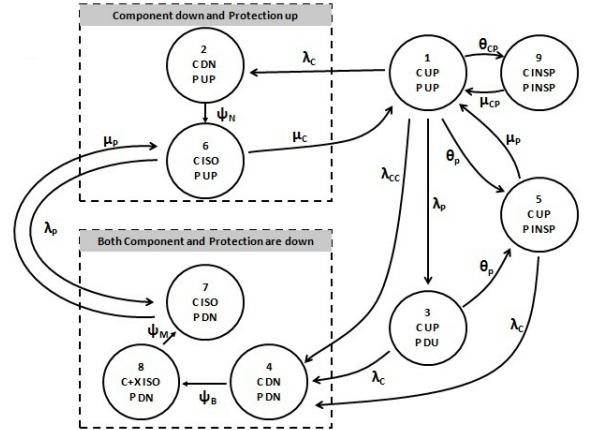 Component down and Protection up
2
C DN
P UP
λC
1
C UP
P UP
θCP
μCP
9
C INSP
P INSP
ψN
6
C ISO
P UP
μC
μP
λP
λCC
λP
θP
μP
5
C UP
P INSP
Both Component and Protection are down
7
C ISO
P DN
ψM
8
C+X ISO
P DN
ψB
4
C DN
P DN
λC
3
C UP
P DU
θP
λC